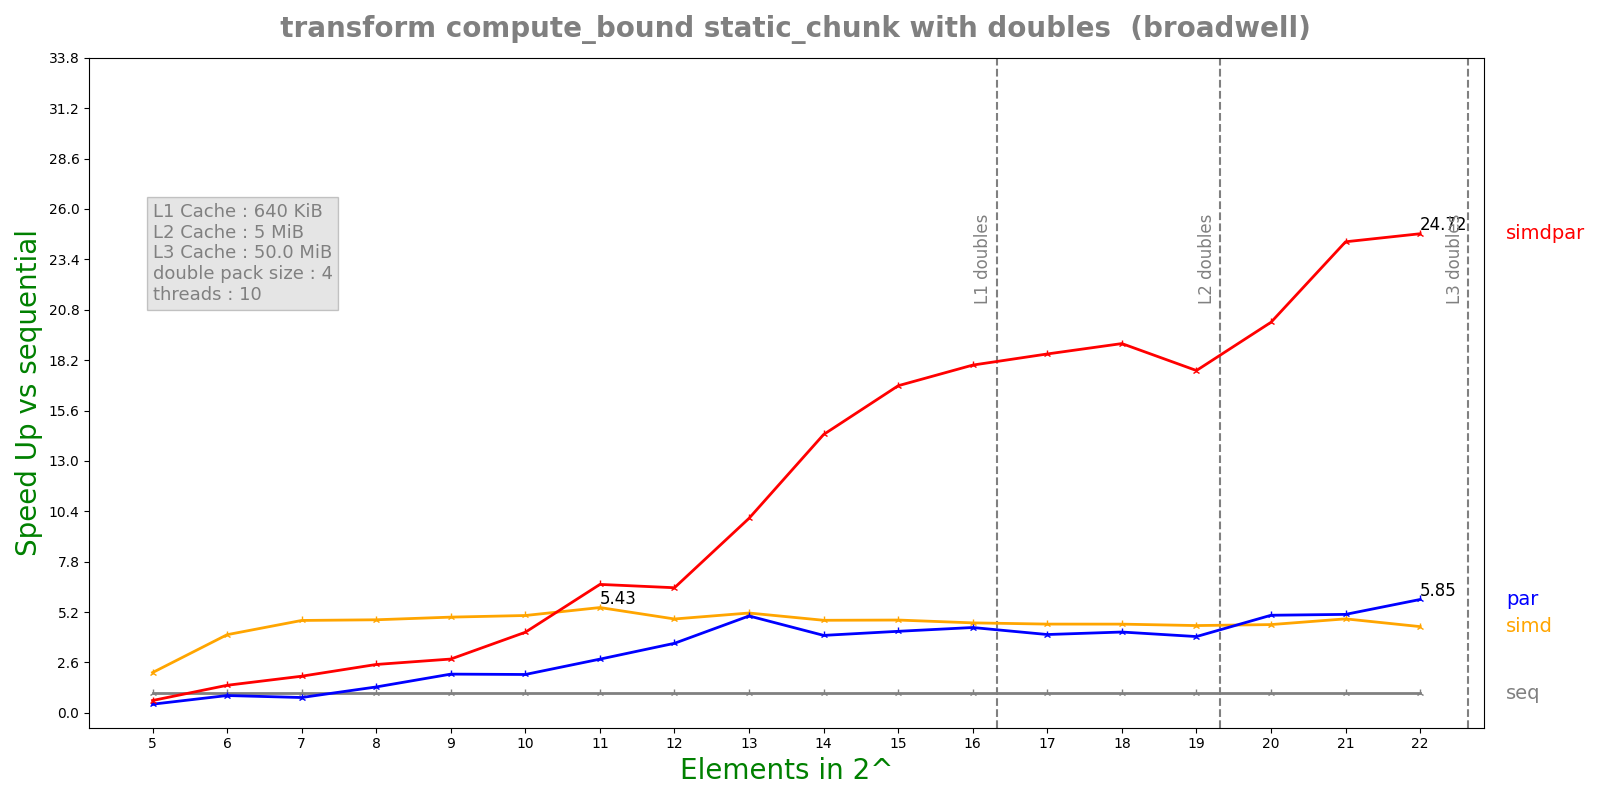 transform compute_bound static_chunk with doubles (broadwell)
Speed Up vs sequential
33.8
31.2
28.6
26.0
23.4
20.8
18.2
15.6
13.0
10.4
7.8
5.2
2.6
0.0
L1 Cache : 640 KiB
L2 Cache : 5 MiB
L3 Cache : 50.0 MiB
double pack size : 4
threads : 10
L1 doubles
L2 doubles
L3 doubles
24.72
5.43
5.85
simdpar
par
simd
seq
5 6 7 8 9 10 11 12 13 14 15 16 17 18 19 20 21 22
Elements in 2^